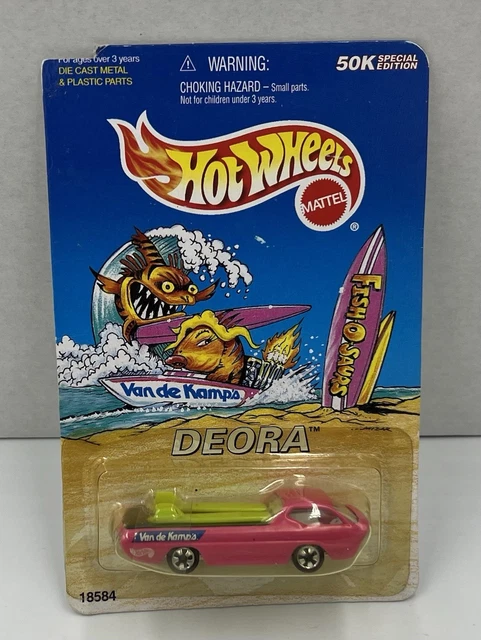 For ages over 3 years
DIE CAST METAL
& PLASTIC PARTS
⚠ WARNING:
CHOKING HAZARD – Small parts.
Not for children under 3 years.
50K SPECIAL
EDITION
HOT WHEELS
MATTEL
®
FISH-O-SAURS
Van de Kamp's
DEORA™
Van de Kamp's
18584